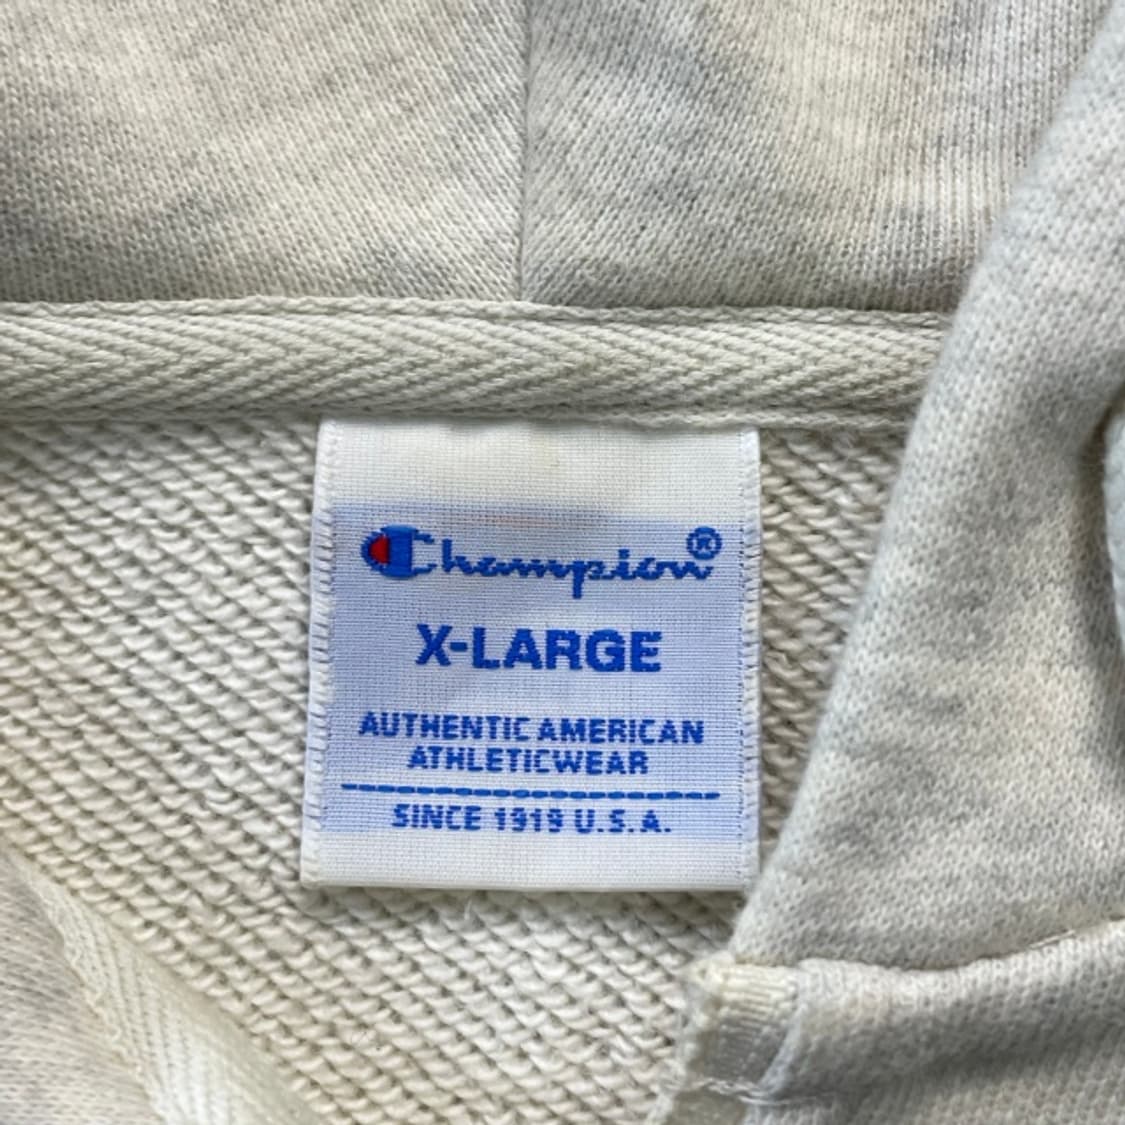 Champion®
X-LARGE
AUTHENTIC AMERICAN
ATHLETICWEAR
SINCE 1919 U.S.A.